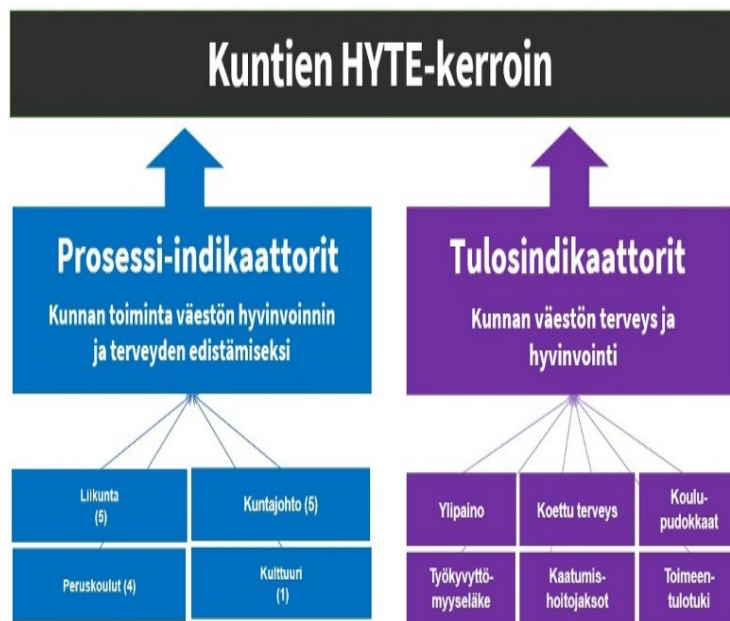 Kuntien HYTE-kerroin
Prosessi-indikaattorit
Kunnan toiminta väestön hyvinvoinnin
ja terveyden edistämiseksi
Liikunta
(5)
Kuntajohto (5)
Peruskoulut (4)
Kulttuuri
(1)
Tulosindikaattorit
Kunnan väestön terveys ja
hyvinvointi
Ylipaino
Koettu terveys
Koulu-
pudokkaat
Työkyvyttö-
myyseläke
Kaatumis-
hoitojaksot
Toimeen-
tulotuki